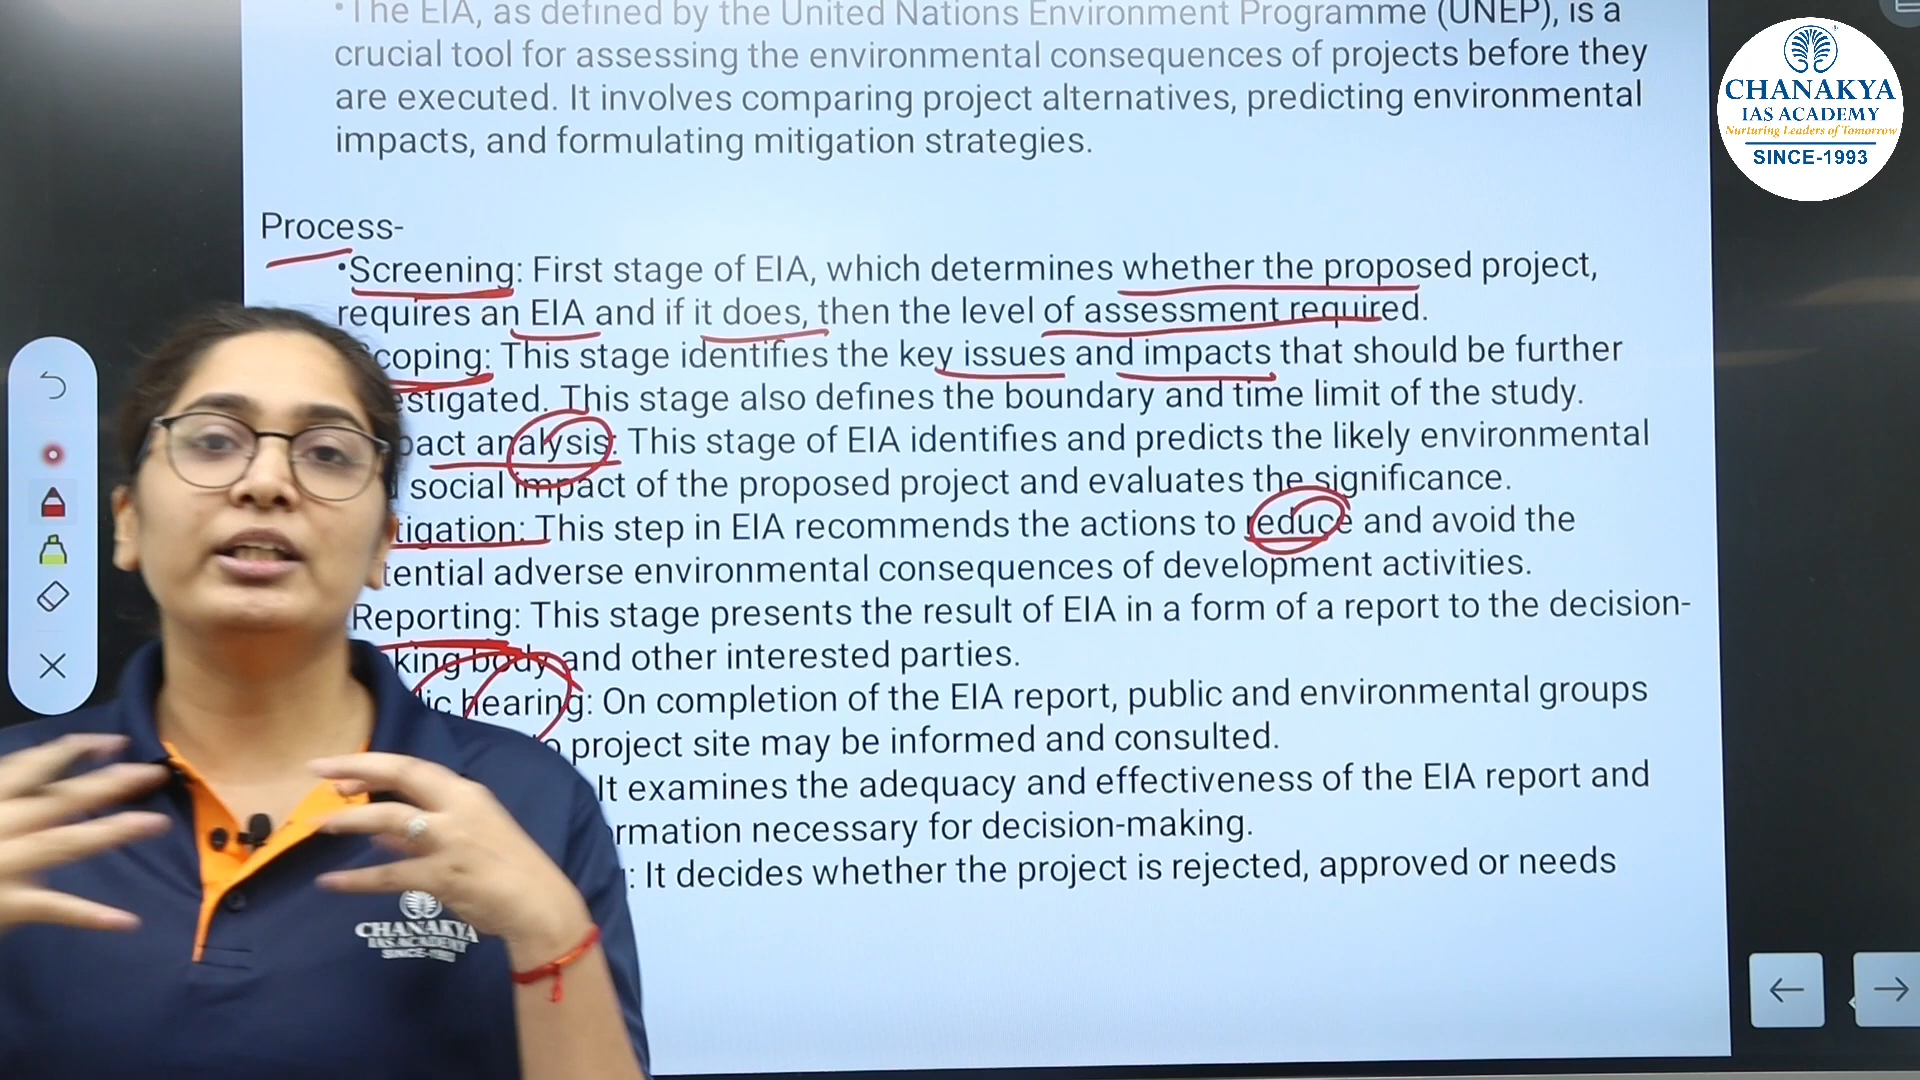 •The EIA, as defined by the United Nations Environment Programme (UNEP), is a
crucial tool for assessing the environmental consequences of projects before they
are executed. It involves comparing project alternatives, predicting environmental
impacts, and formulating mitigation strategies.
Process-
•Screening: First stage of EIA, which determines whether the proposed project,
requires an EIA and if it does, then the level of assessment required.
coping: This stage identifies the key issues and impacts that should be further
estigated. This stage also defines the boundary and time limit of the study.
pact analysis: This stage of EIA identifies and predicts the likely environmental
social impact of the proposed project and evaluates the significance.
tigation: This step in EIA recommends the actions to reduce and avoid the
tential adverse environmental consequences of development activities.
Reporting: This stage presents the result of EIA in a form of a report to the decision-
king body and other interested parties.
ic hearing: On completion of the EIA report, public and environmental groups
o project site may be informed and consulted.
It examines the adequacy and effectiveness of the EIA report and
ormation necessary for decision-making.
: It decides whether the project is rejected, approved or needs
CHANAKYA
IAS ACADEMY
Nurturing Leaders of Tomorrow
SINCE-1993
CHANAKYA
IAS ACADEMY
SINCE-1993